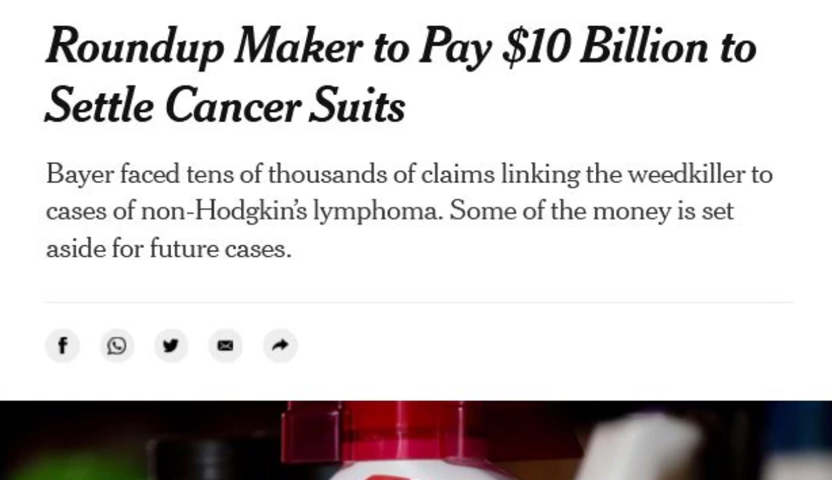 Roundup Maker to Pay $10 Billion to
Settle Cancer Suits
Bayer faced tens of thousands of claims linking the weedkiller to
cases of non-Hodgkin’s lymphoma. Some of the money is set
aside for future cases.